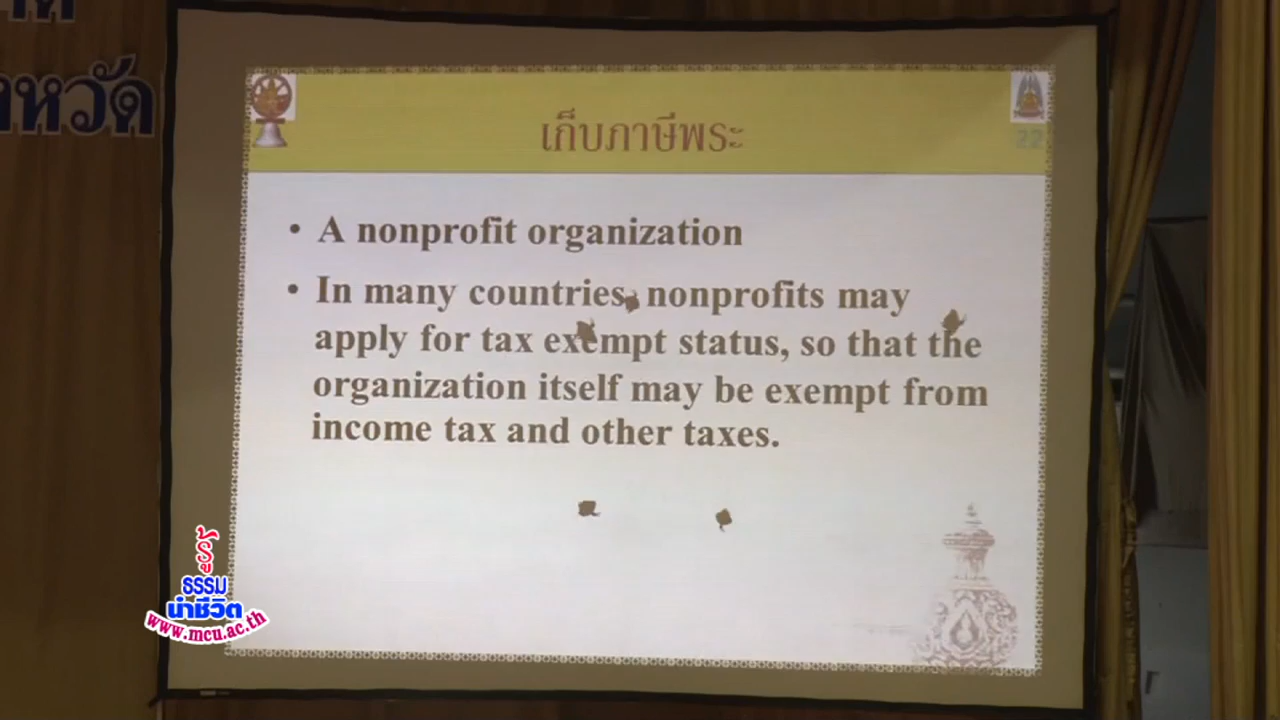 หวัด
เก็บภาษีพระ
22
• A nonprofit organization
• In many countries, nonprofits may
apply for tax exempt status, so that the
organization itself may be exempt from
income tax and other taxes.
รู้
ธรรม
นำชีวิต
www.mcu.ac.th